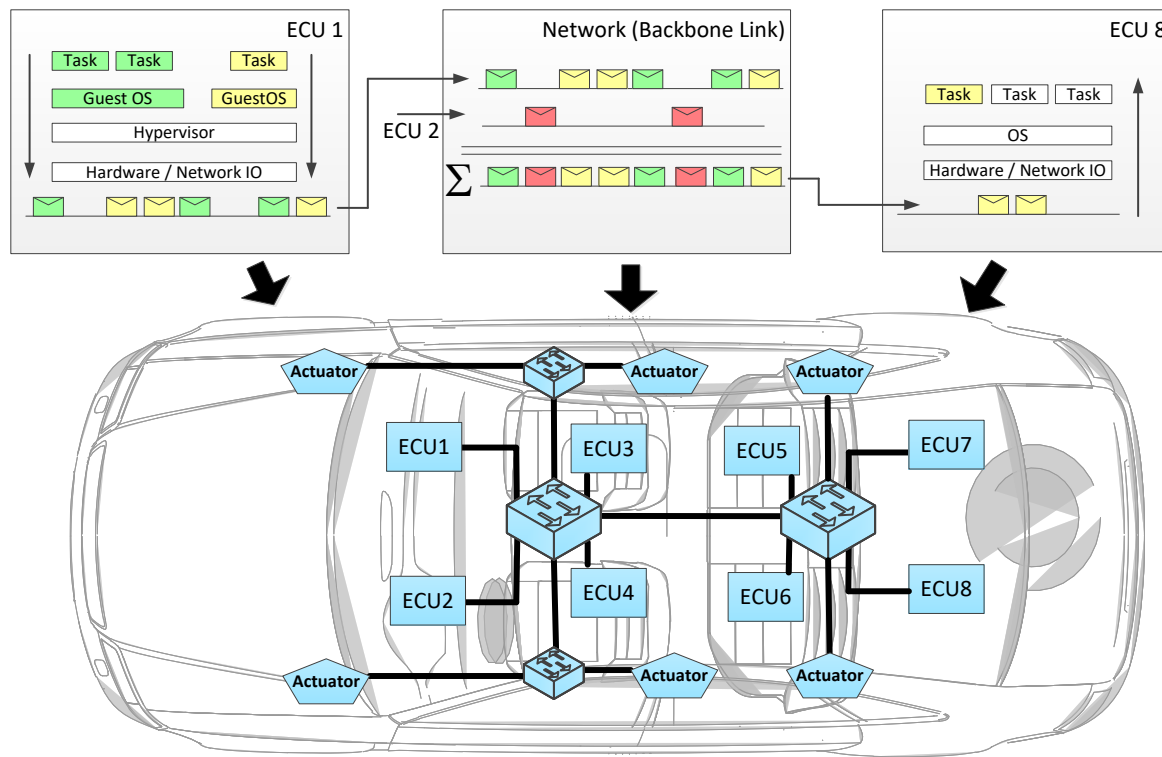 ECU 1
Task Task Task
Guest OS GuestOS
Hypervisor
Hardware / Network IO
Network (Backbone Link)
ECU 2
Σ
ECU 8
Task Task Task
OS
Hardware / Network IO
Actuator Actuator Actuator
ECU1 ECU3 ECU5 ECU7
ECU2 ECU4 ECU6 ECU8
Actuator Actuator Actuator